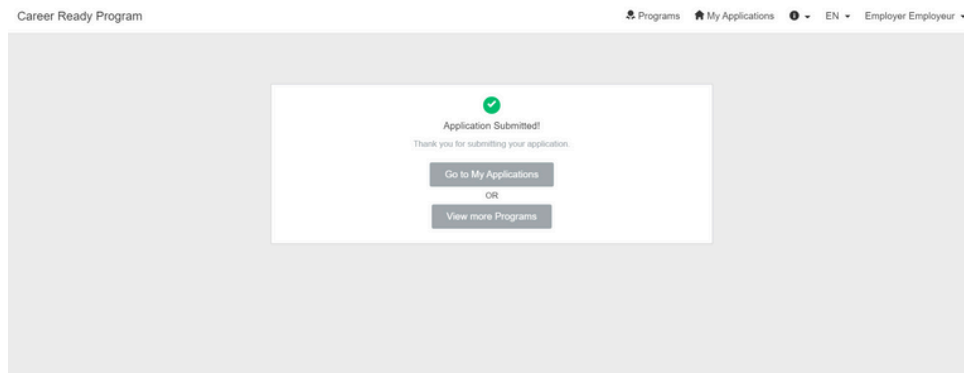 Career Ready Program
Programs My Applications EN Employer Employeur
Application Submitted!
Thank you for submitting your application.
Go to My Applications
OR
View more Programs